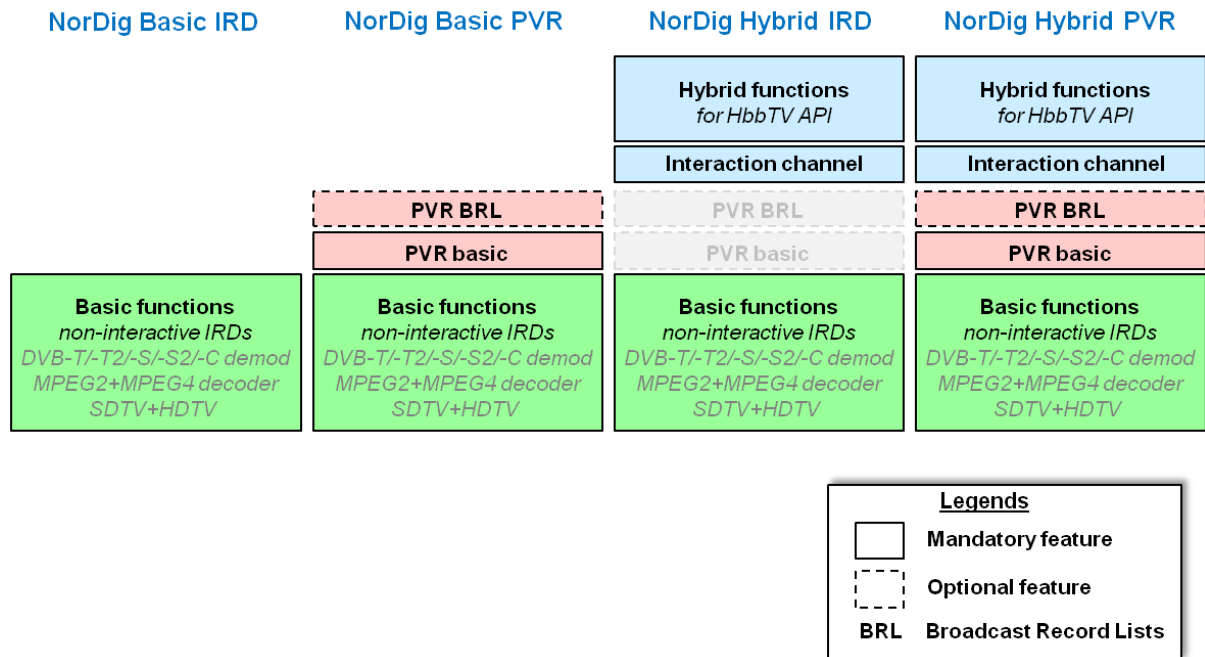 NorDig Basic IRD
NorDig Basic PVR
NorDig Hybrid IRD
NorDig Hybrid PVR
Hybrid functions
for HbbTV API
Hybrid functions
for HbbTV API
Interaction channel
Interaction channel
PVR BRL
PVR BRL
PVR BRL
PVR basic
PVR basic
PVR basic
Basic functions
non-interactive IRDs
DVB-T/-T2/-S/-S2/-C demod
MPEG2+MPEG4 decoder
SDTV+HDTV
Basic functions
non-interactive IRDs
DVB-T/-T2/-S/-S2/-C demod
MPEG2+MPEG4 decoder
SDTV+HDTV
Basic functions
non-interactive IRDs
DVB-T/-T2/-S/-S2/-C demod
MPEG2+MPEG4 decoder
SDTV+HDTV
Basic functions
non-interactive IRDs
DVB-T/-T2/-S/-S2/-C demod
MPEG2+MPEG4 decoder
SDTV+HDTV
Legends
Mandatory feature
Optional feature
BRL Broadcast Record Lists